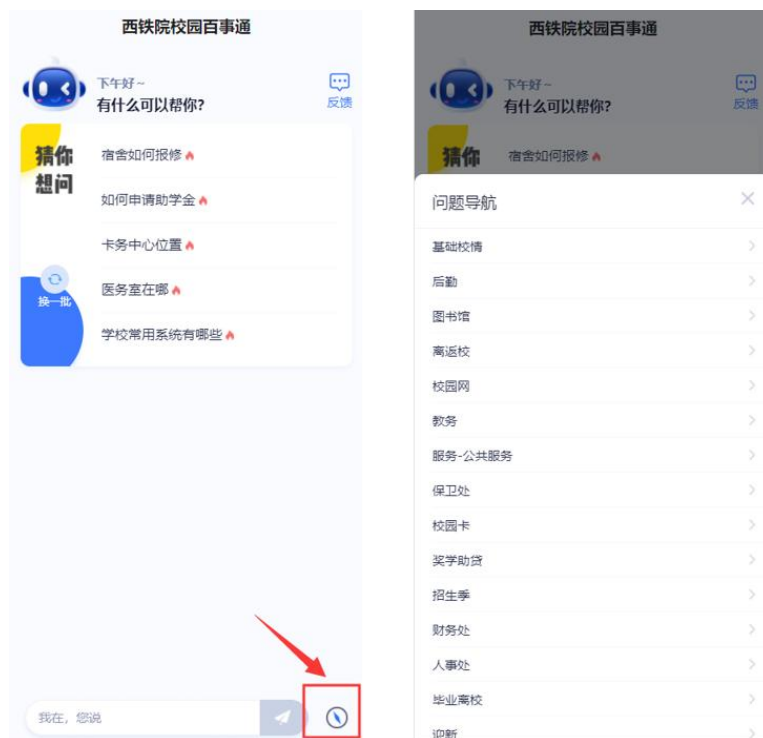 西铁院校园百事通
下午好~
有什么可以帮你?
反馈
猜你
想问
宿舍如何报修
如何申请助学金
卡务中心位置
医务室在哪
换一批
学校常用系统有哪些
我在，您说
西铁院校园百事通
下午好~
有什么可以帮你?
反馈
猜你
宿舍如何报修
问题导航
基础校情
后勤
图书馆
离返校
校园网
教务
服务-公共服务
保卫处
校园卡
奖学助贷
招生季
财务处
人事处
毕业离校
迎新